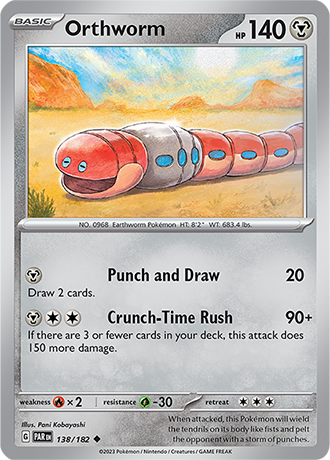 BASIC Orthworm HP 140
NO. 0968 Earthworm Pokémon HT: 8'2" WT: 683.4 lbs.
Punch and Draw 20
Draw 2 cards.
Crunch-Time Rush 90+
If there are 3 or fewer cards in your deck, this attack does
150 more damage.
weakness ×2 resistance -30 retreat
Illus. Pani Kobayashi
When attacked, this Pokémon will wield
the tendrils on its body like fists and pelt
the opponent with a storm of punches.
G PAR EN 138/182
©2023 Pokémon / Nintendo / Creatures / GAME FREAK